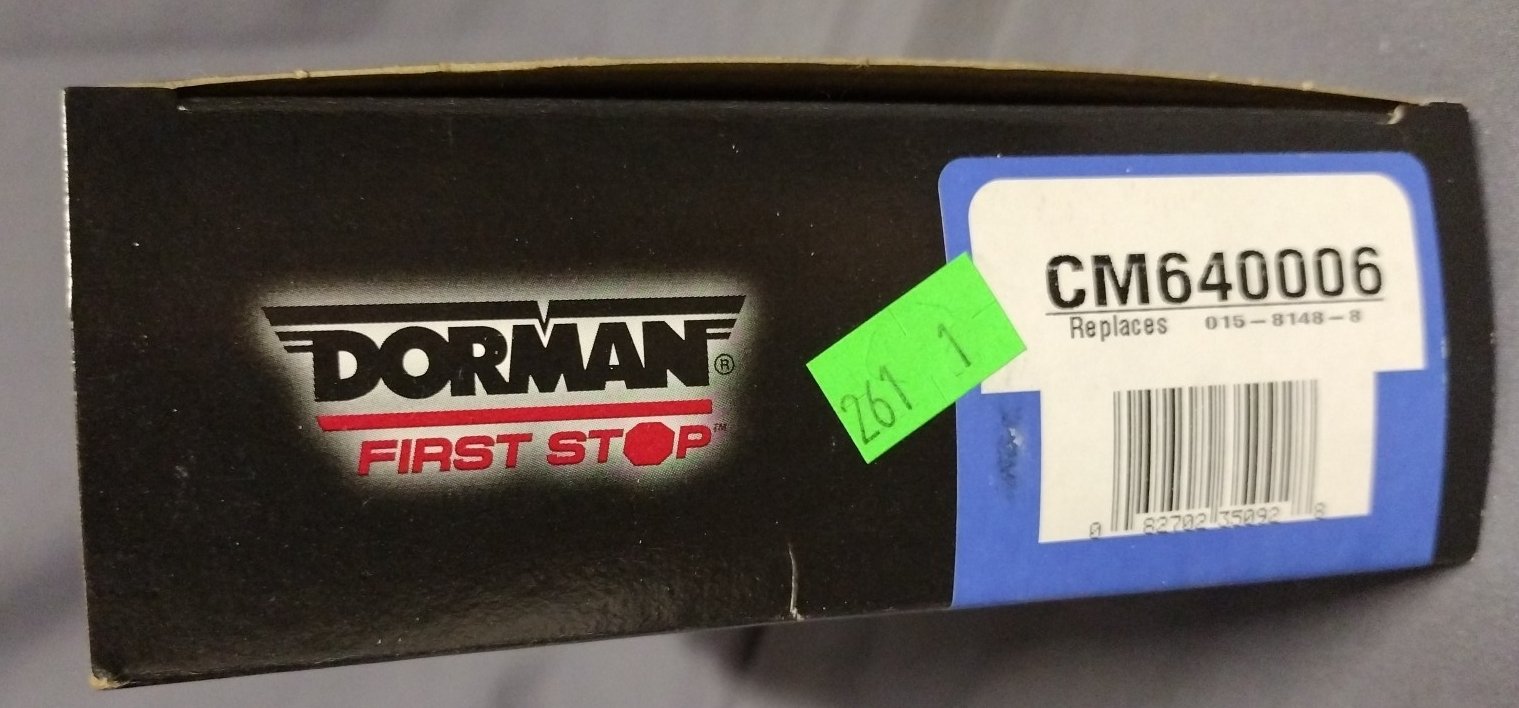 DORMAN®
FIRST STOP™
261 1
CM640006
Replaces 015-8148-8
0 82702 35092 8